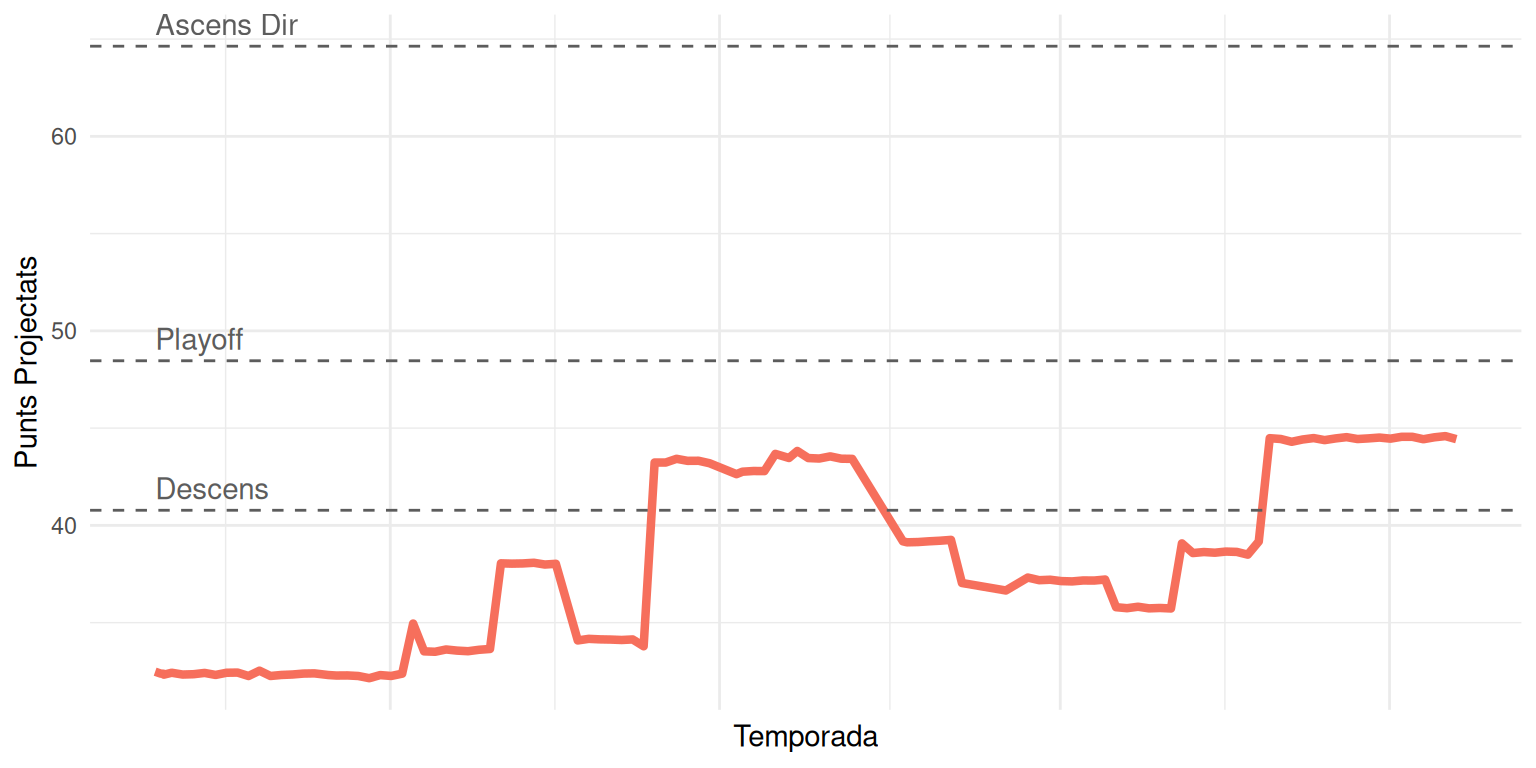 Ascens Dir
60
50
Playoff
Descens
40
Punts Projectats
Temporada